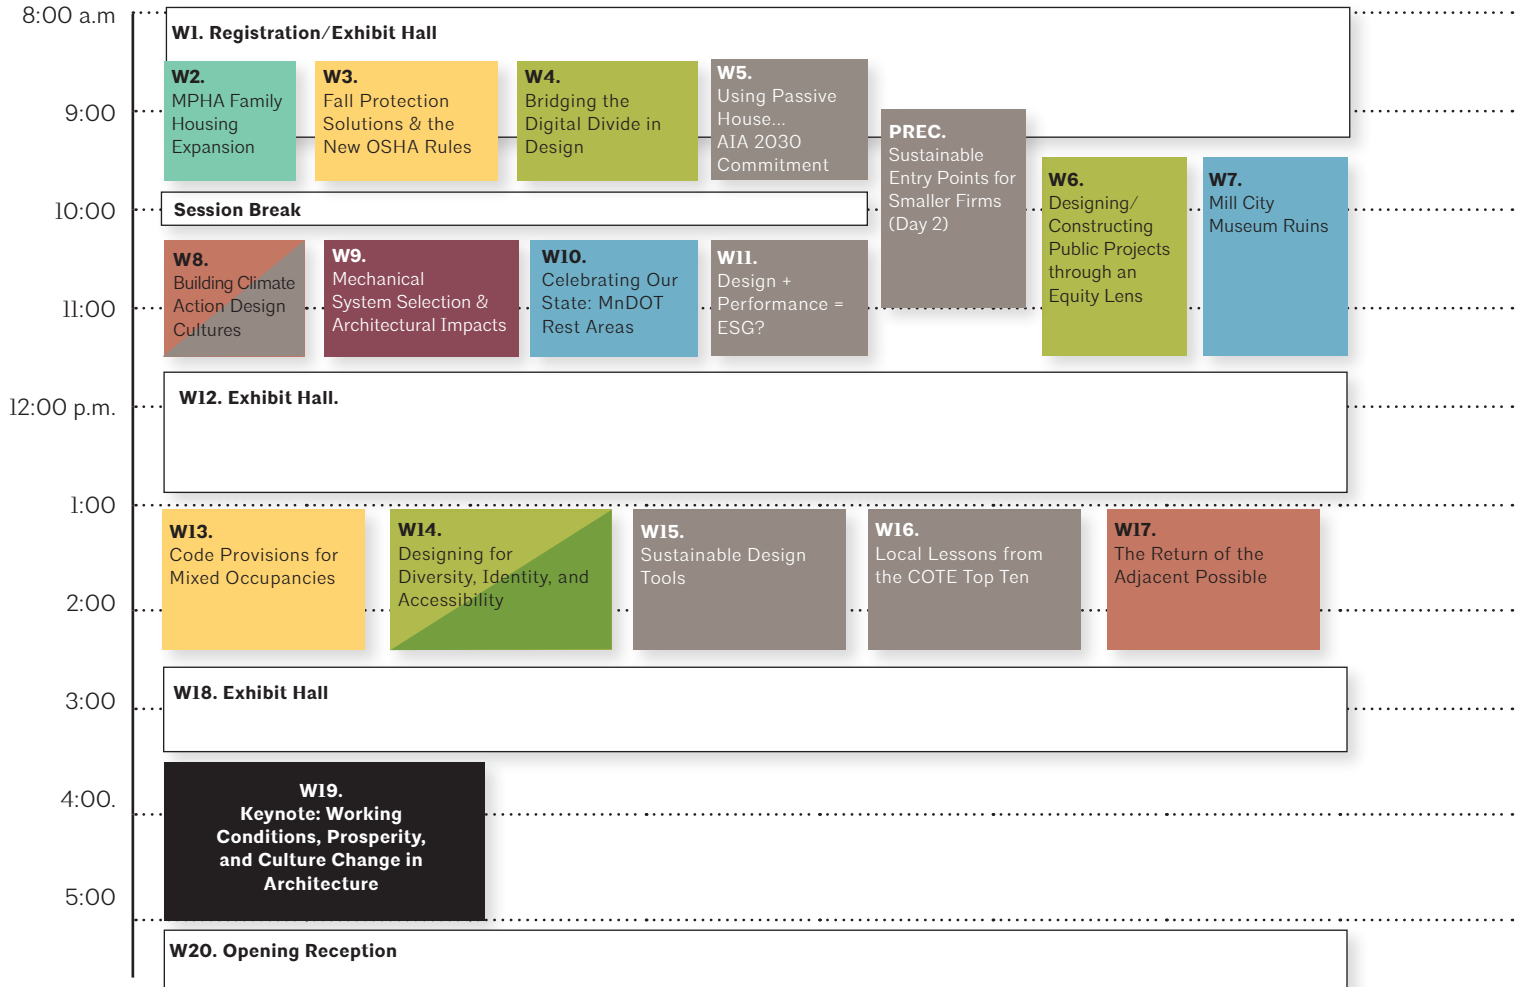 8:00 a.m
W1. Registration/Exhibit Hall
W2.
MPHA Family
Housing
Expansion
W3.
Fall Protection
Solutions & the
New OSHA Rules
W4.
Bridging the
Digital Divide in
Design
W5.
Using Passive
House...
AIA 2030
Commitment
9:00
PREC.
Sustainable
Entry Points for
Smaller Firms
(Day 2)
W6.
Designing/
Constructing
Public Projects
through an
Equity Lens
W7.
Mill City
Museum Ruins
10:00
Session Break
W8.
Building Climate
Action Design
Cultures
W9.
Mechanical
System Selection &
Architectural Impacts
W10.
Celebrating Our
State: MnDOT
Rest Areas
W11.
Design +
Performance =
ESG?
11:00
12:00 p.m.
W12. Exhibit Hall.
1:00
W13.
Code Provisions for
Mixed Occupancies
W14.
Designing for
Diversity, Identity, and
Accessibility
W15.
Sustainable Design
Tools
W16.
Local Lessons from
the COTE Top Ten
W17.
The Return of the
Adjacent Possible
2:00
W18. Exhibit Hall
3:00
W19.
Keynote: Working
Conditions, Prosperity,
and Culture Change in
Architecture
4:00.
5:00
W20. Opening Reception